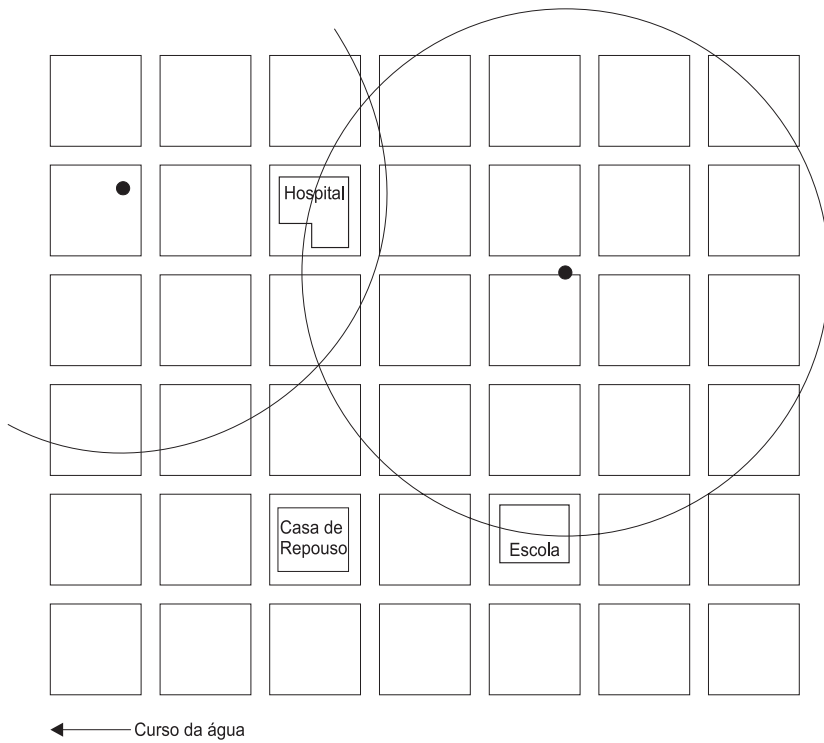 Hospital
Casa de
Repouso
Escola
Curso da água